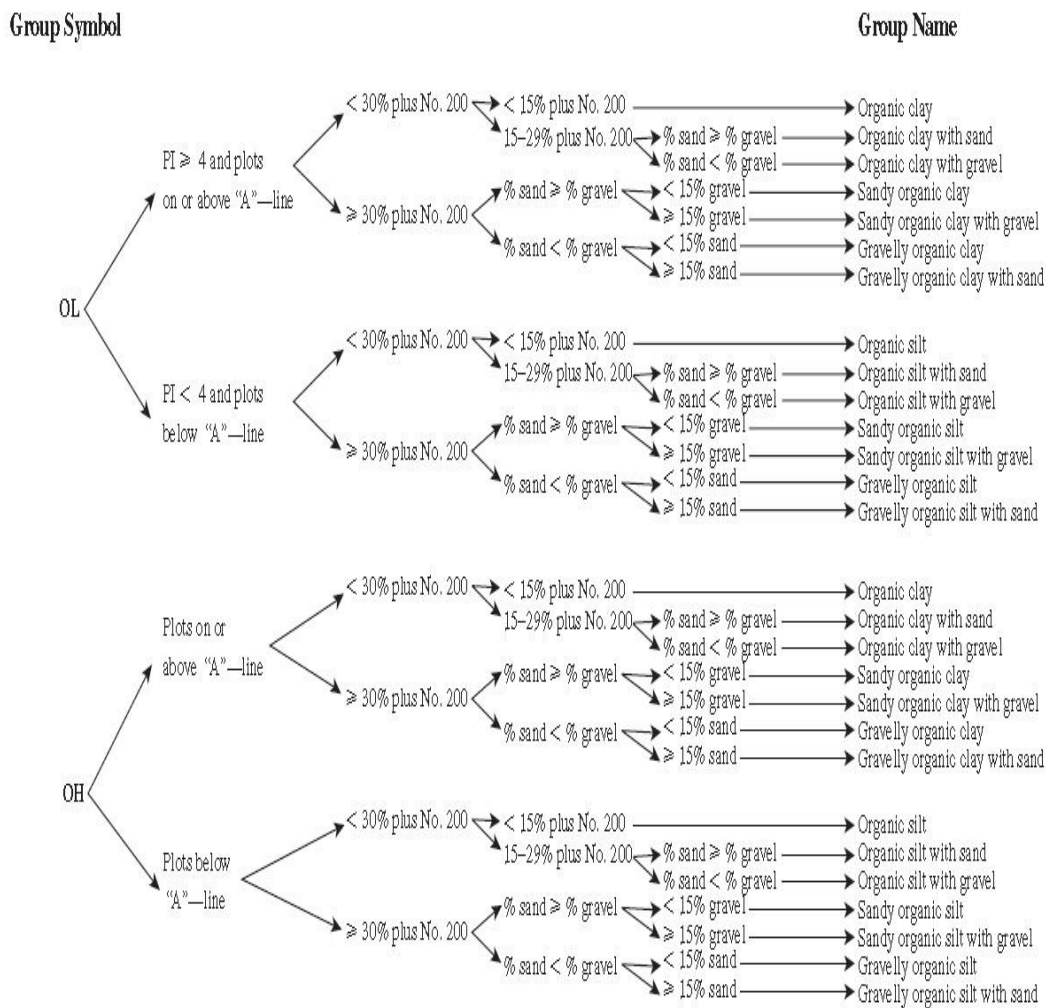 Group Symbol Group Name
< 30% plus No. 200 < 15% plus No. 200 Organic clay
15–29% plus No. 200 % sand ⩾ % gravel Organic clay with sand
PI ⩾ 4 and plots % sand < % gravel Organic clay with gravel
on or above “A”—line % sand ⩾ % gravel < 15% gravel Sandy organic clay
⩾ 30% plus No. 200 ⩾ 15% gravel Sandy organic clay with gravel
% sand < % gravel < 15% sand Gravelly organic clay
⩾ 15% sand Gravelly organic clay with sand
OL
< 30% plus No. 200 < 15% plus No. 200 Organic silt
15–29% plus No. 200 % sand ⩾ % gravel Organic silt with sand
PI < 4 and plots % sand < % gravel Organic silt with gravel
below “A”—line % sand ⩾ % gravel < 15% gravel Sandy organic silt
⩾ 30% plus No. 200 ⩾ 15% gravel Sandy organic silt with gravel
% sand < % gravel < 15% sand Gravelly organic silt
⩾ 15% sand Gravelly organic silt with sand
< 30% plus No. 200 < 15% plus No. 200 Organic clay
15–29% plus No. 200 % sand ⩾ % gravel Organic clay with sand
Plots on or % sand < % gravel Organic clay with gravel
above “A”—line % sand ⩾ % gravel < 15% gravel Sandy organic clay
⩾ 30% plus No. 200 ⩾ 15% gravel Sandy organic clay with gravel
% sand < % gravel < 15% sand Gravelly organic clay
⩾ 15% sand Gravelly organic clay with sand
OH
< 30% plus No. 200 < 15% plus No. 200 Organic silt
15–29% plus No. 200 % sand ⩾ % gravel Organic silt with sand
Plots below % sand < % gravel Organic silt with gravel
“A”—line % sand ⩾ % gravel < 15% gravel Sandy organic silt
⩾ 30% plus No. 200 ⩾ 15% gravel Sandy organic silt with gravel
% sand < % gravel < 15% sand Gravelly organic silt
⩾ 15% sand Gravelly organic silt with sand